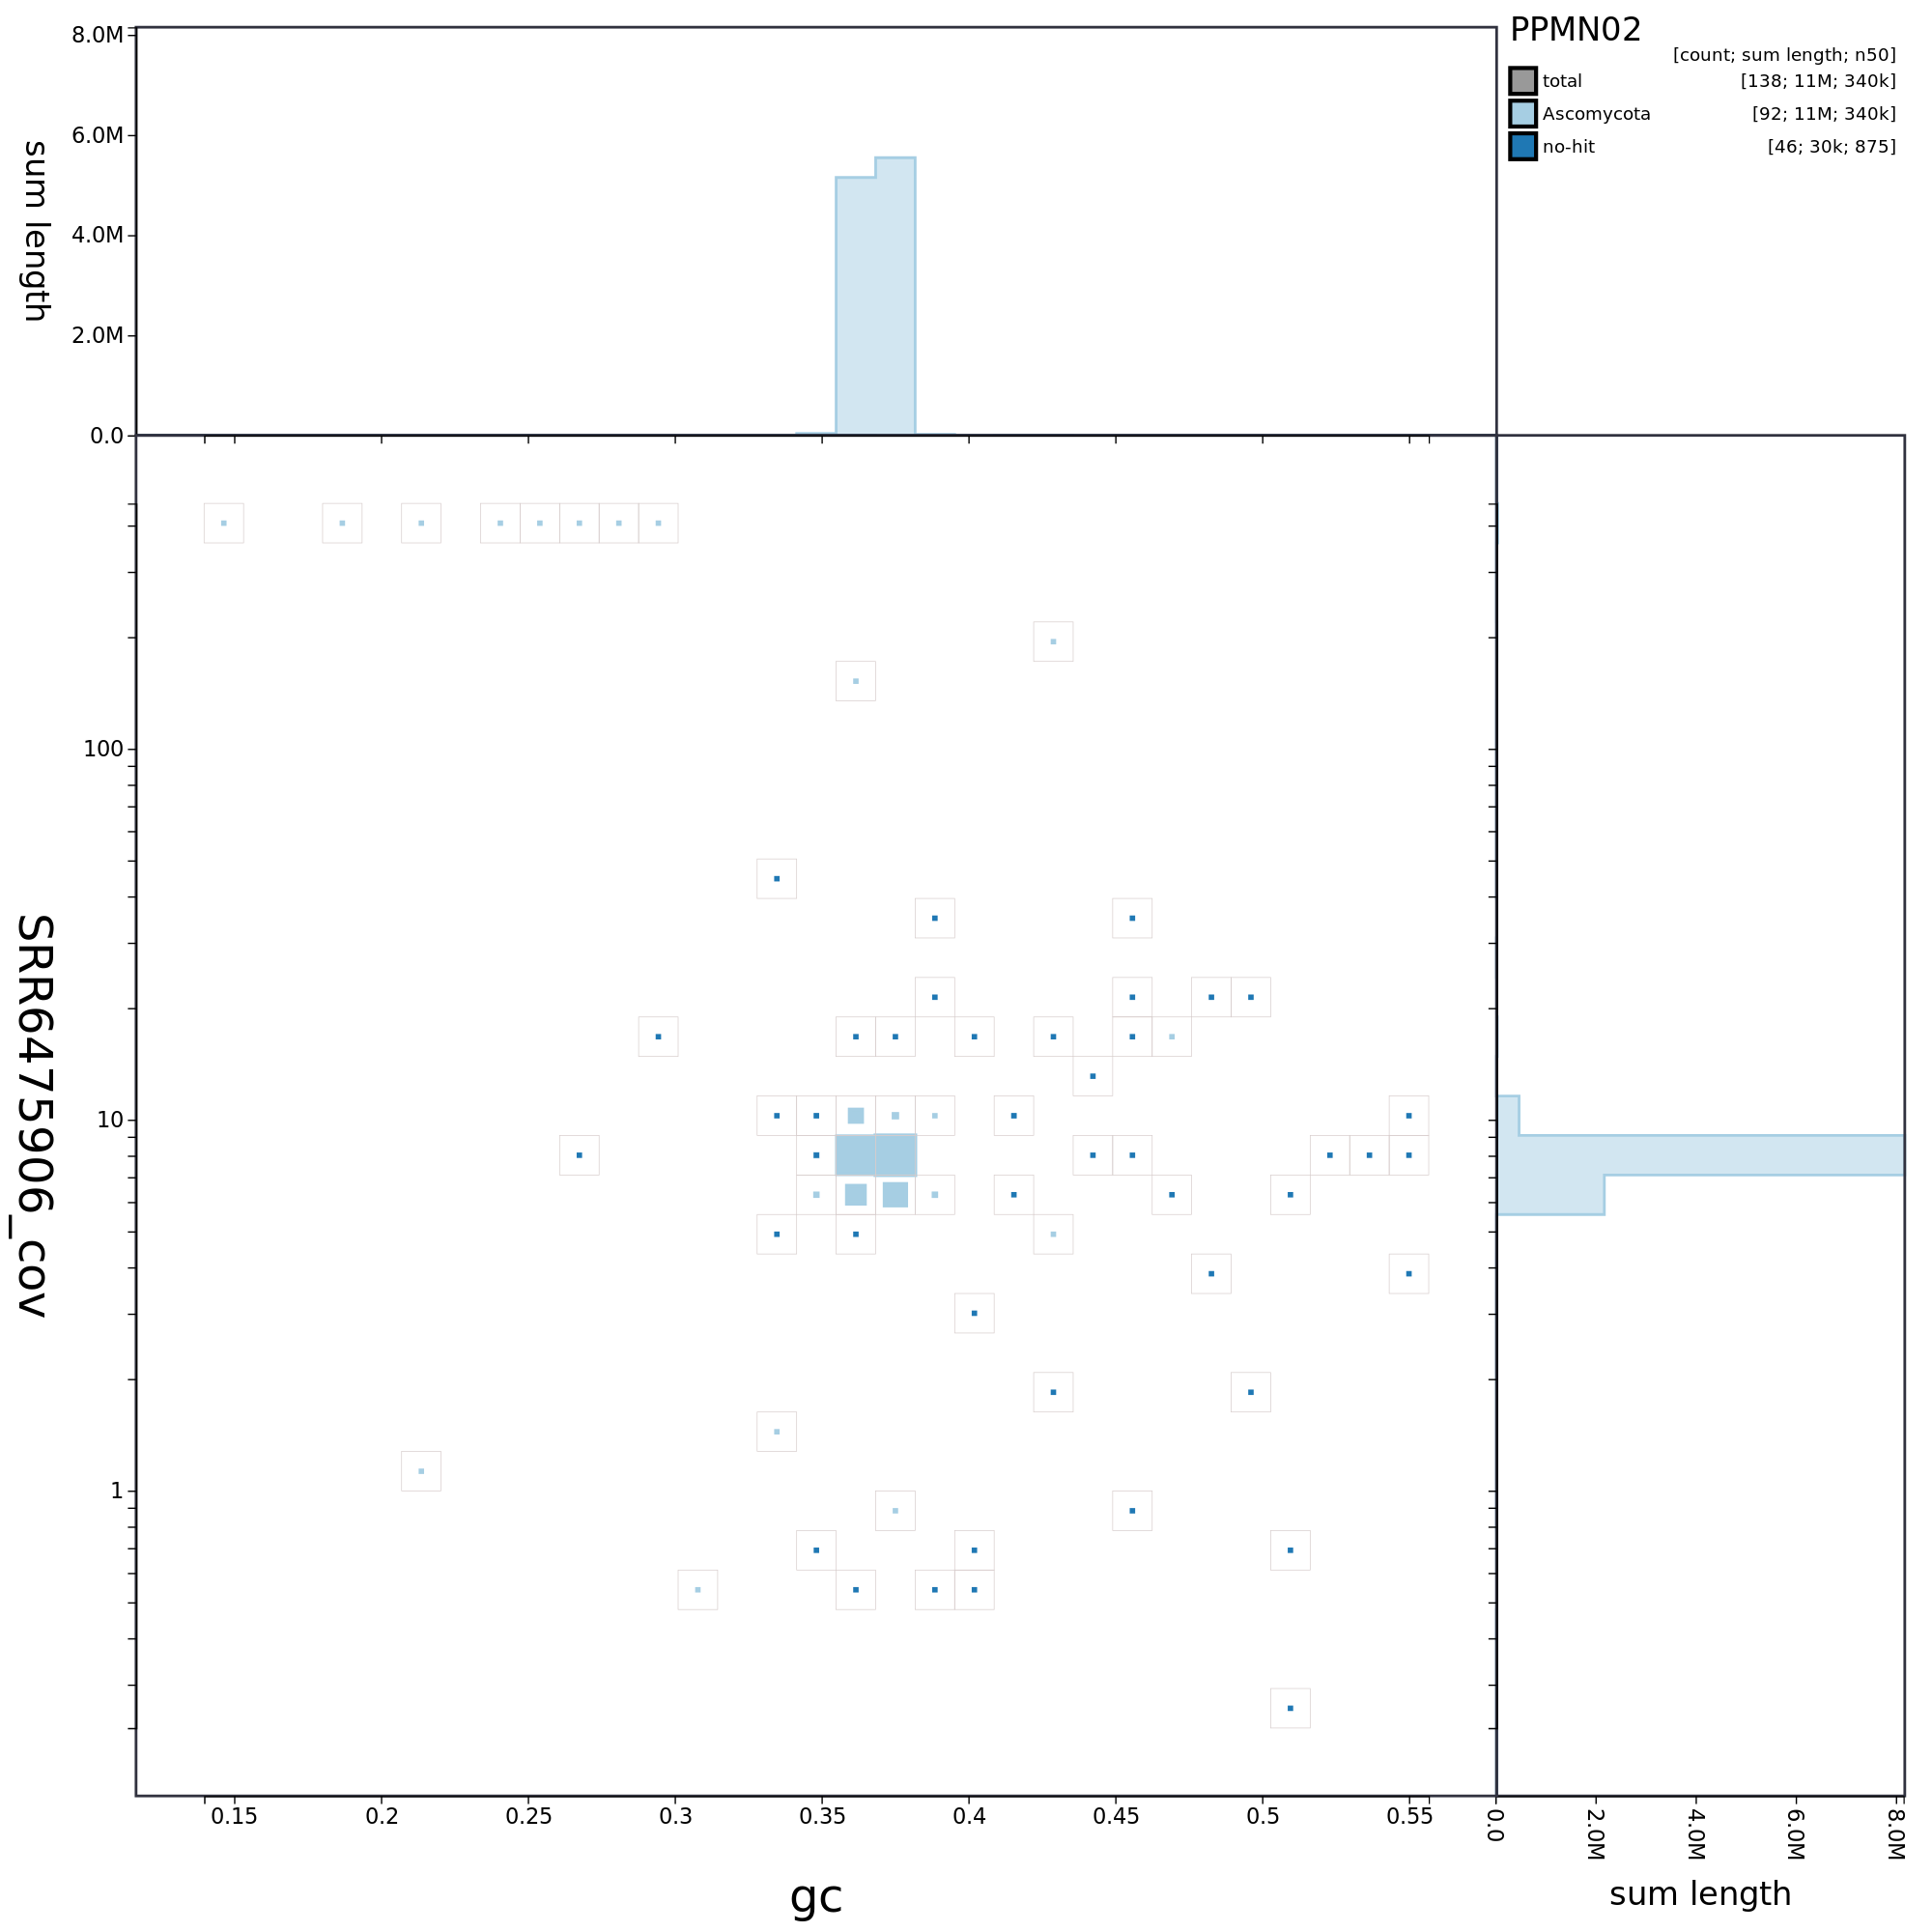 PPMN02
[count; sum length; n50]
total [138; 11M; 340k]
Ascomycota [92; 11M; 340k]
no-hit [46; 30k; 875]
sum length
8.0M
6.0M
4.0M
2.0M
0.0
SRR6475906_cov
100
10
1
0.15 0.2 0.25 0.3 0.35 0.4 0.45 0.5 0.55
gc
0.0 2.0M 4.0M 6.0M 8.0M
sum length